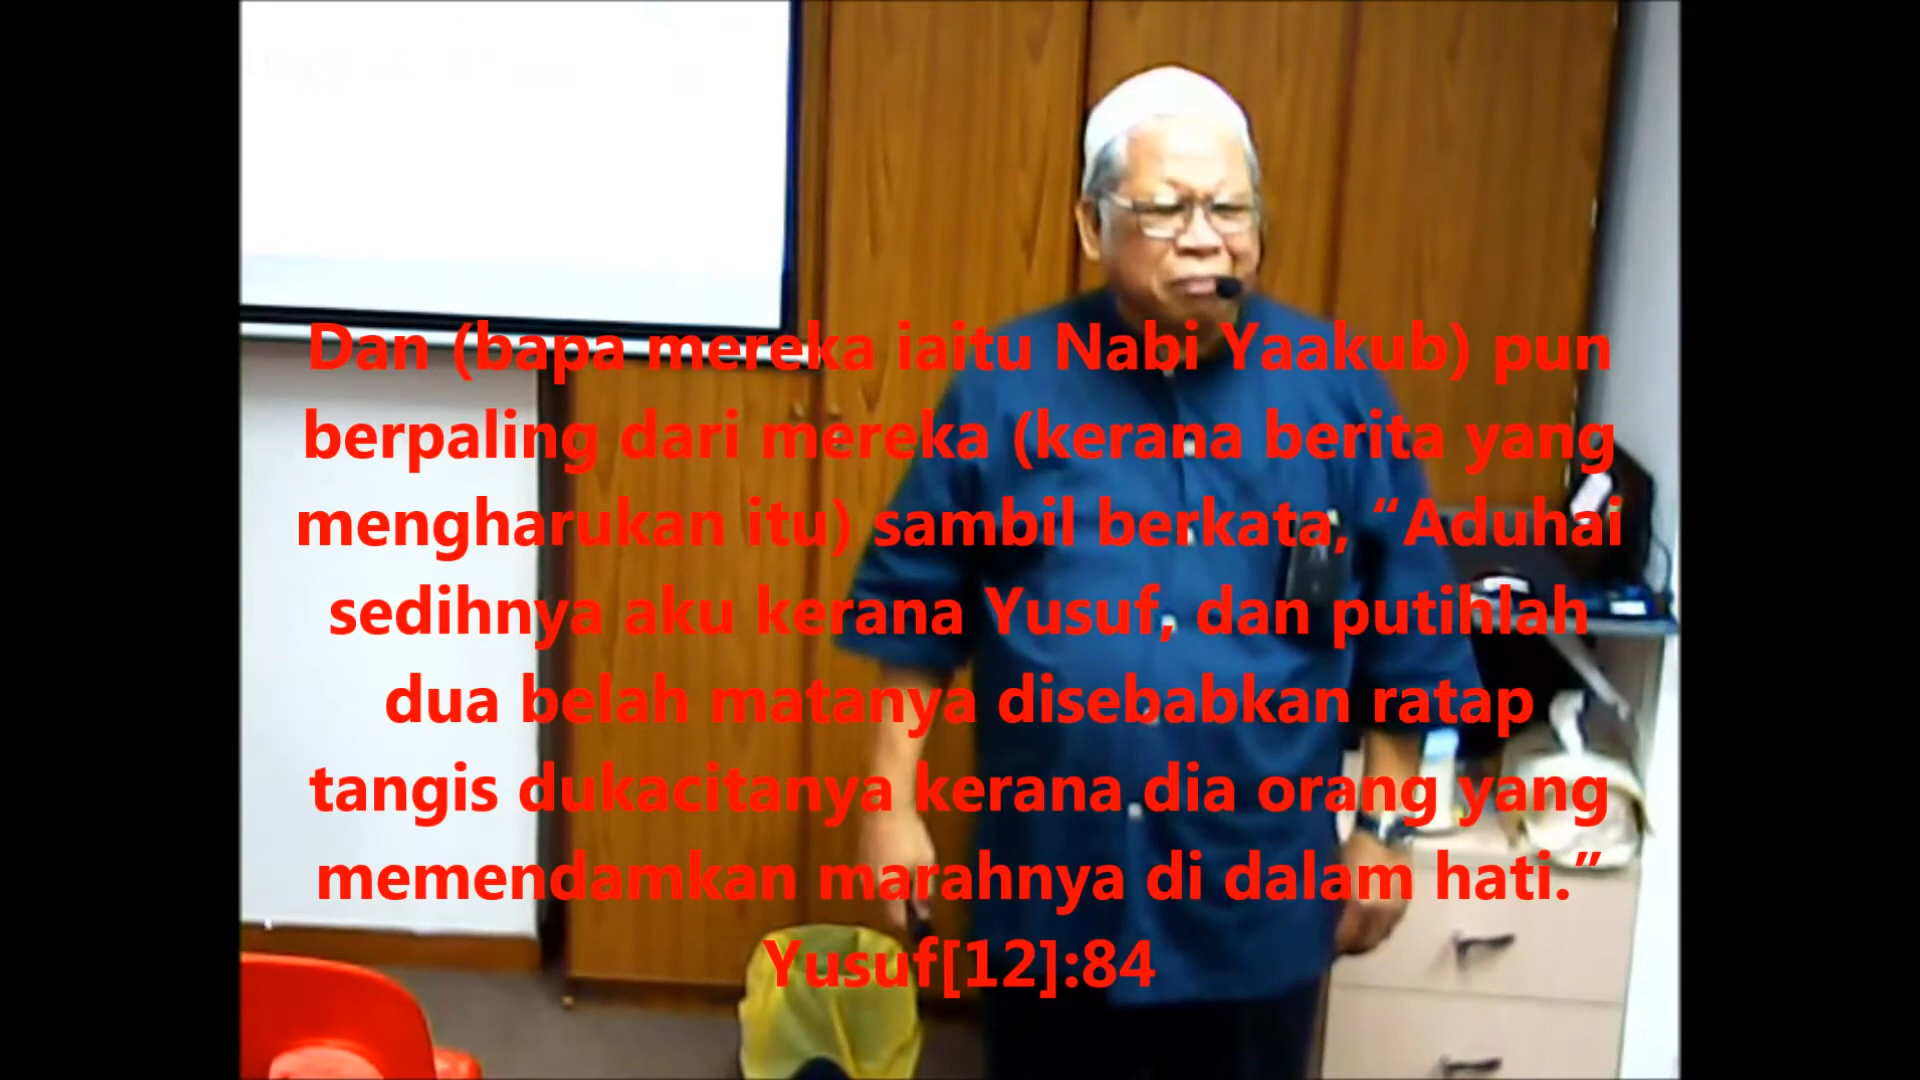 Dan (bapa mereka iaitu Nabi Yaakub) pun
berpaling dari mereka (kerana berita yang
mengharukan itu) sambil berkata, “Aduhai
sedihnya aku kerana Yusuf, dan putihlah
dua belah matanya disebabkan ratap
tangis dukacitanya kerana dia orang yang
memendamkan marahnya di dalam hati.”
Yusuf[12]:84